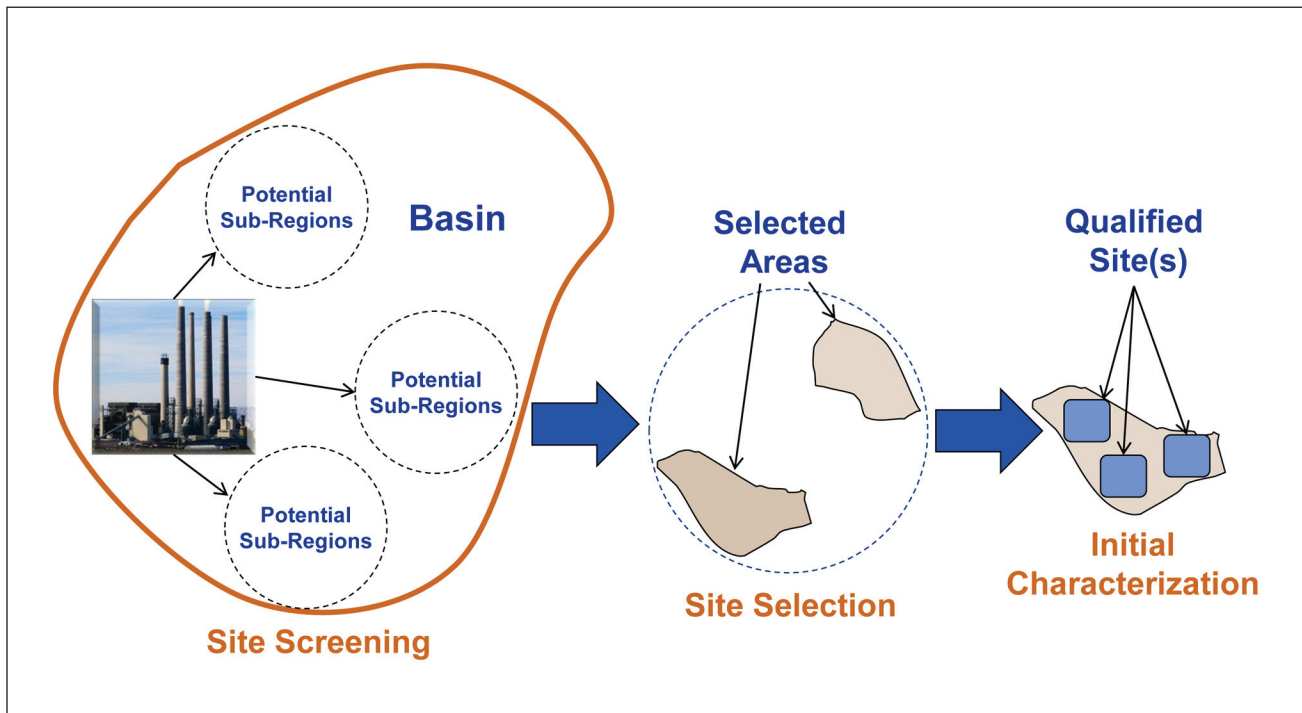 Potential
Sub-Regions
Basin
Potential
Sub-Regions
Potential
Sub-Regions
Site Screening
Selected
Areas
Site Selection
Qualified
Site(s)
Initial
Characterization